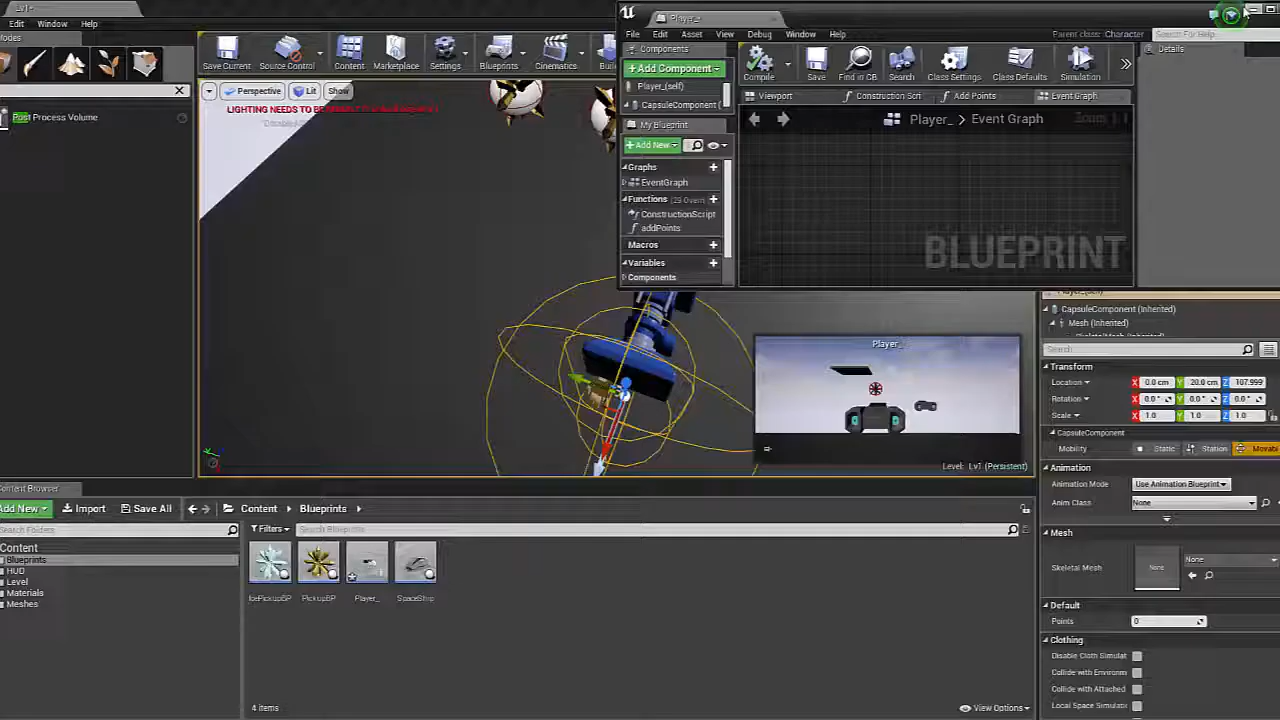 Lv1
Edit Window Help
Modes
Post Process Volume
Save Current
Source Control
Content
Marketplace
Settings
Blueprints
Cinematics
Perspective
Lit
Show
LIGHTING NEEDS TO BE REBUILT
Player_
File Edit Asset View Debug Window Help
Parent class: Character
Search For Help
Components
+Add Component
Player_(self)
CapsuleComponent
My Blueprint
+Add New
Graphs
EventGraph
Functions
ConstructionScript
addPoints
Macros
Variables
Components
Compile
Save
Find in CB
Search
Class Settings
Class Defaults
Simulation
Viewport
Construction Scri
Add Points
Event Graph
Player_ > Event Graph
BLUEPRINT
Details
Player_
Level: Lv1 (Persistent)
CapsuleComponent (Inherited)
Mesh (Inherited)
Search
Transform
Location X 0.0 cm Y 20.0 cm Z 107.999
Rotation X 0.0 ° Y 0.0 ° Z 0.0 °
Scale X 1.0 Y 1.0 Z 1.0
CapsuleComponent
Mobility Static Station Movabl
Animation
Animation Mode Use Animation Blueprint
Anim Class None
Mesh
Skeletal Mesh None None
Default
Points 0
Clothing
Disable Cloth Simulat
Collide with Environm
Collide with Attached
Local Space Simulatio
Content Browser
Add New Import Save All Content Blueprints
Search Folders
Filters Search Blueprints
Content
Blueprints
HUD
Level
Materials
Meshes
IcePickupBP PickupBP Player_ SpaceShip
4 items
View Options